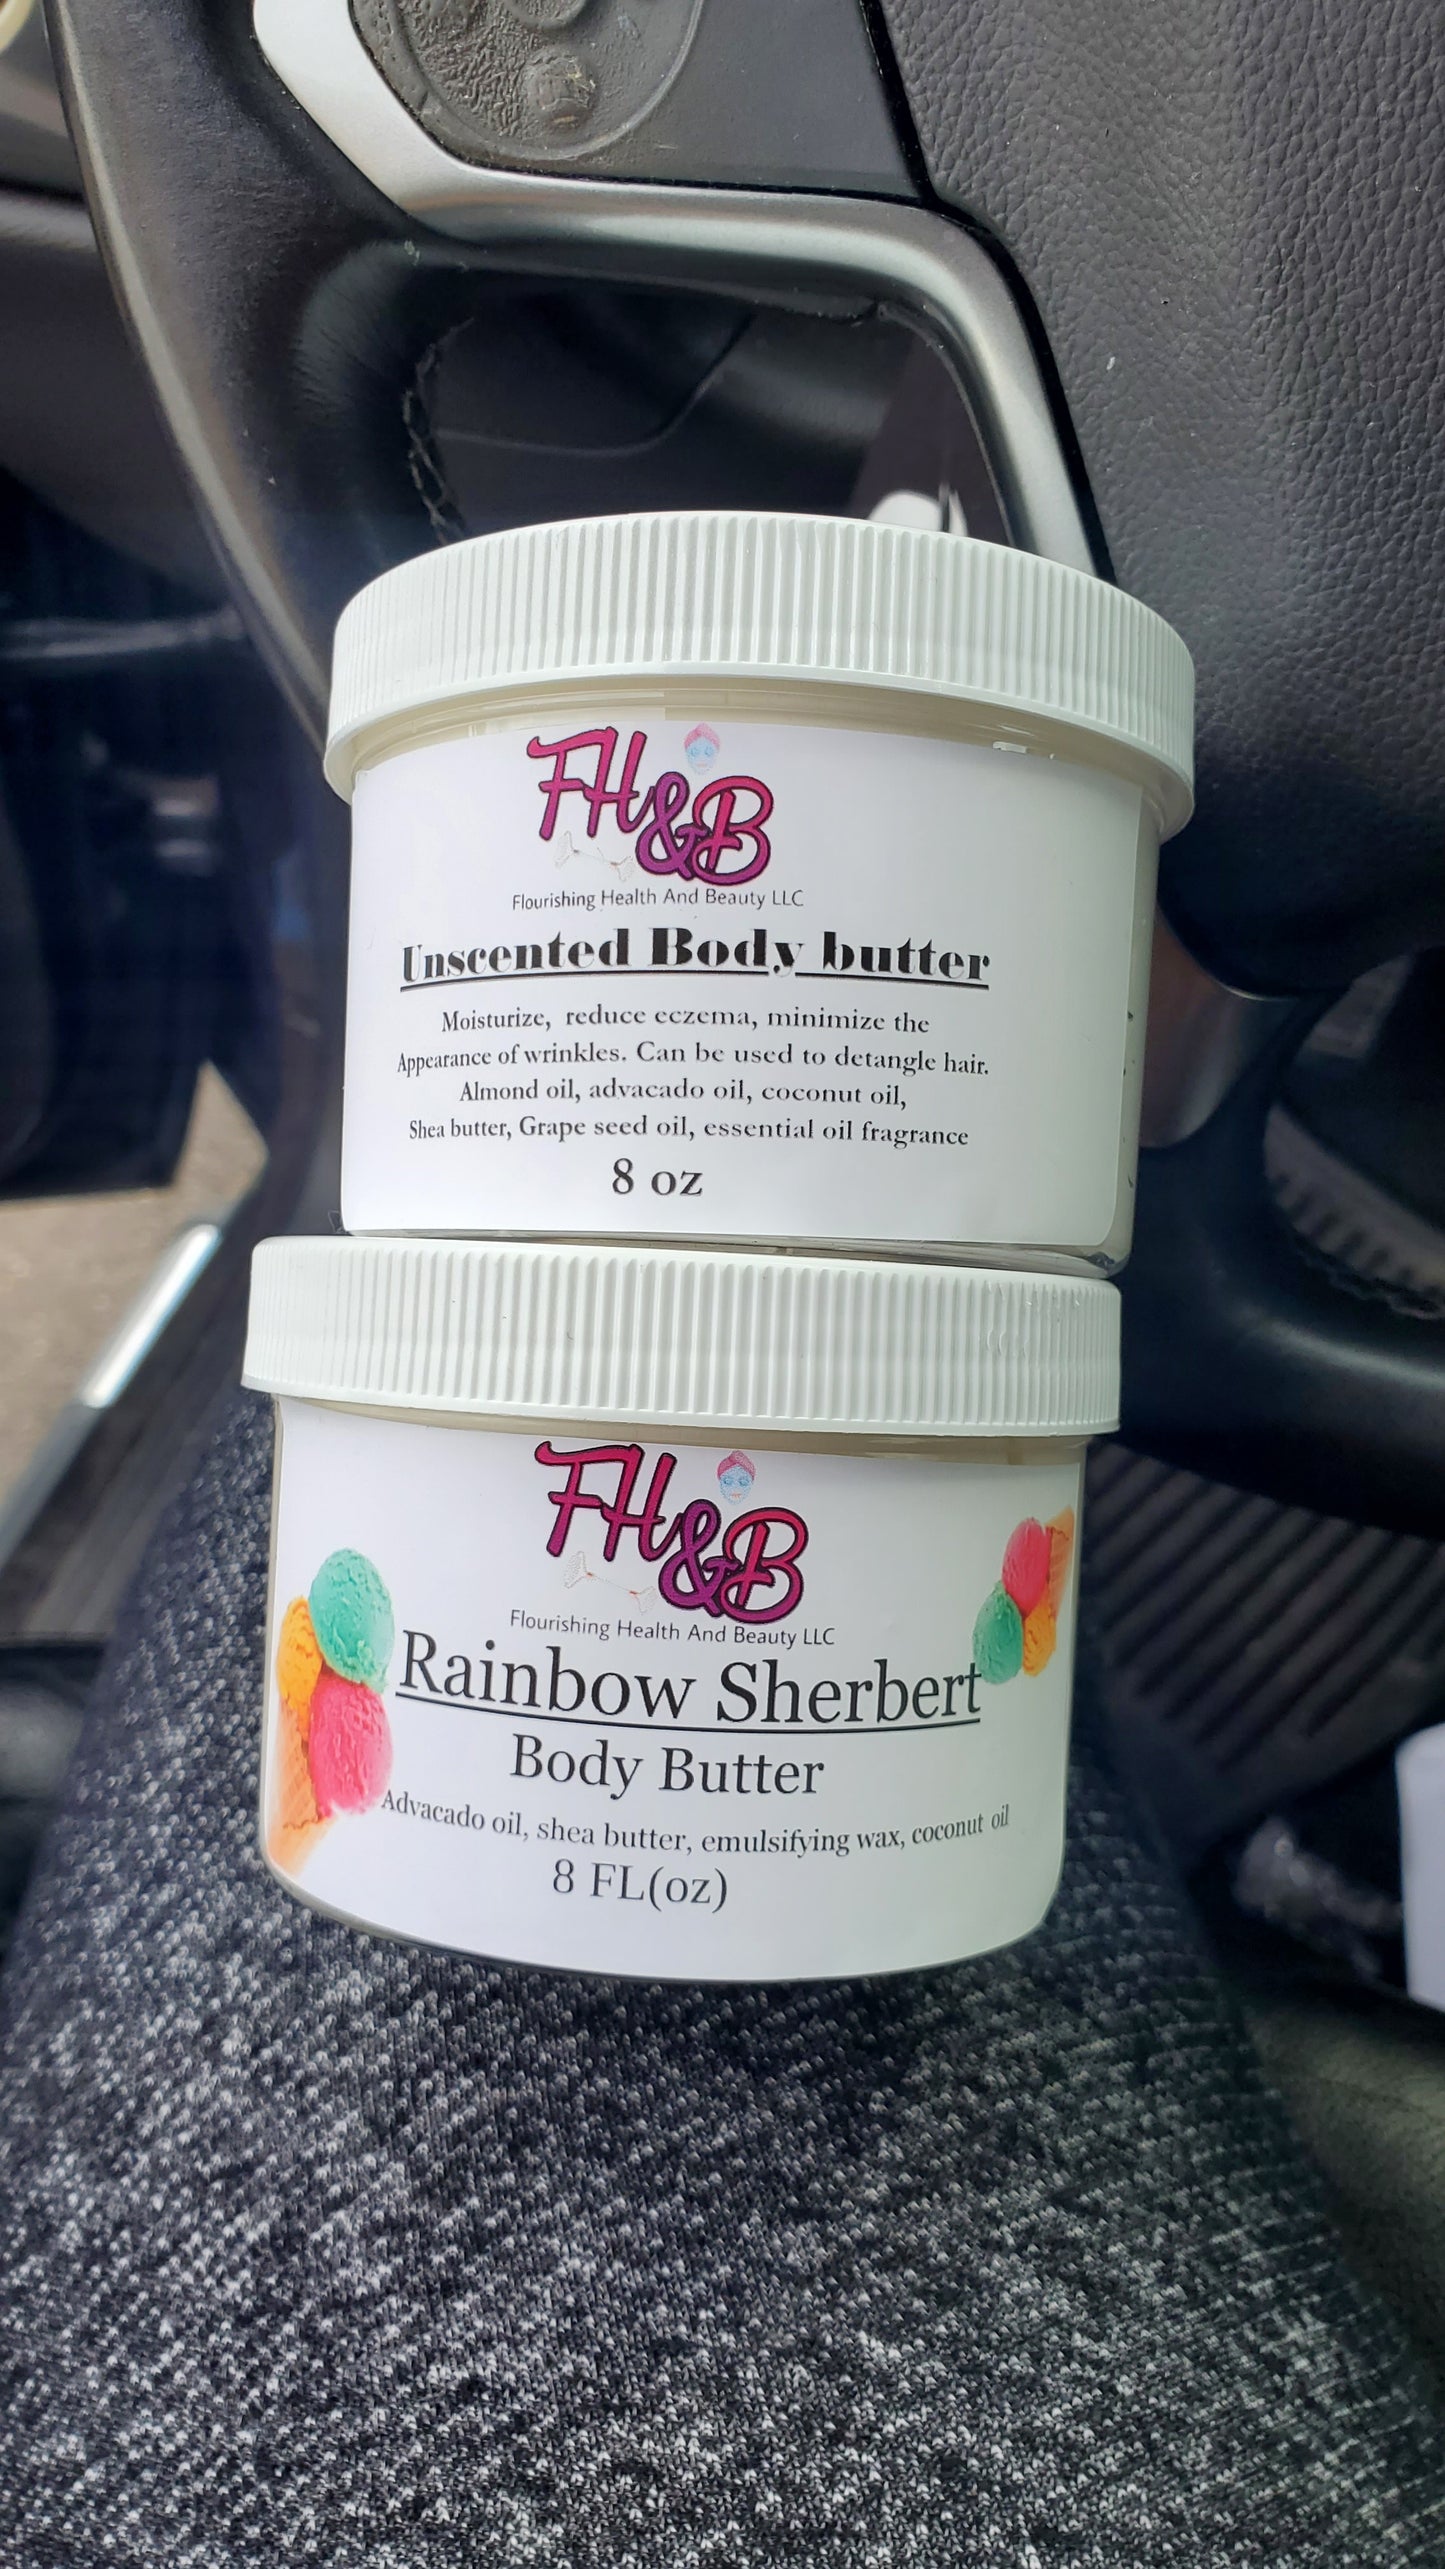 FH&B
Flourishing Health And Beauty LLC
Unscented Body butter
Moisturize, reduce eczema, minimize the
Appearance of wrinkles. Can be used to detangle hair.
Almond oil, advacado oil, coconut oil,
Shea butter, Grape seed oil, essential oil fragrance
8 oz
FH&B
Flourishing Health And Beauty LLC
Rainbow Sherbert
Body Butter
Advacado oil, shea butter, emulsifying wax, coconut oil
8 FL(oz)